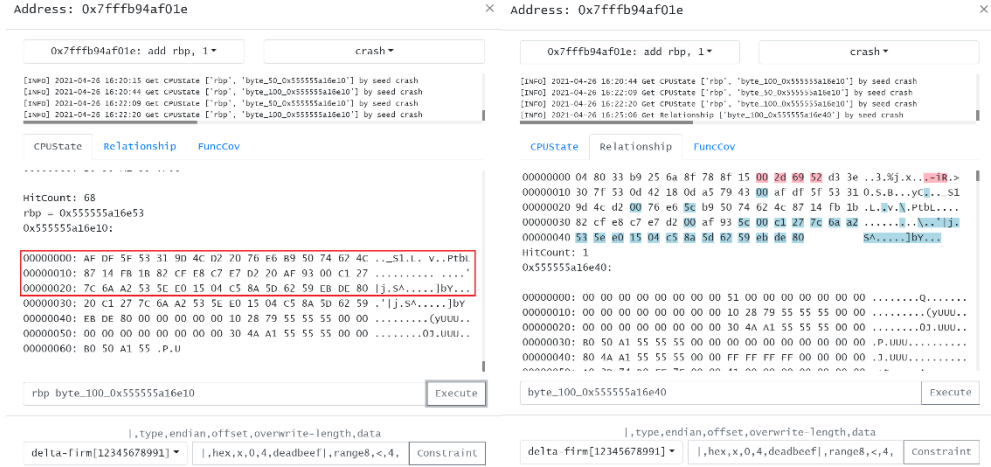 Address: 0x7fffb94af01e ×
0x7fffb94af01e: add rbp, 1
crash
[INFO] 2021-04-26 16:20:15 Get CPUState ['rbp', 'byte_50_0x555555a16e10'] by seed crash
[INFO] 2021-04-26 16:20:44 Get CPUState ['rbp', 'byte_100_0x555555a16e10'] by seed crash
[INFO] 2021-04-26 16:22:09 Get CPUState ['rbp', 'byte_50_0x555555a16e10'] by seed crash
[INFO] 2021-04-26 16:22:20 Get CPUState ['rbp', 'byte_100_0x555555a16e10'] by seed crash
CPUState Relationship FuncCov
HitCount: 68
rbp = 0x555555a16e53
0x555555a16e10:
00000000: AF DF 5F 53 31 9D 4C D2 20 76 E6 B9 50 74 62 4C .._S1.L. v..PtbL
00000010: 87 14 FB 1B 82 CF E8 C7 E7 D2 20 AF 93 00 C1 27 .......... ....'
00000020: 7C 6A A2 53 5E E0 15 04 C5 8A 5D 62 59 EB DE 80 |j.S^.....]bY...
00000030: 20 C1 27 7C 6A A2 53 5E E0 15 04 C5 8A 5D 62 59 .'|j.S^.....]bY
00000040: EB DE 80 00 00 00 00 00 00 10 28 79 55 55 55 00 00 .........(yUUU..
00000050: 00 00 00 00 00 00 00 30 4A A1 55 55 55 00 00 ........0J.UUU..
00000060: B0 50 A1 55 .P.U
rbp byte_100_0x555555a16e10
Execute
|,type,endian,offset,overwrite-length,data
delta-firm[12345678991]
|,hex,x,0,4,deadbeef|,range8,<,4,
Constraint
Address: 0x7fffb94af01e ×
0x7fffb94af01e: add rbp, 1
crash
[INFO] 2021-04-26 16:20:44 Get CPUState ['rbp', 'byte_100_0x555555a16e10'] by seed crash
[INFO] 2021-04-26 16:22:09 Get CPUState ['rbp', 'byte_50_0x555555a16e10'] by seed crash
[INFO] 2021-04-26 16:22:20 Get CPUState ['rbp', 'byte_100_0x555555a16e10'] by seed crash
[INFO] 2021-04-26 16:25:06 Get Relationship ['byte_100_0x555555a16e40'] by seed crash
CPUState Relationship FuncCov
00000000 04 80 33 b9 25 6a 8f 78 8f 15 00 2d 69 52 d3 3e ..3.%j.x...-iR.>
00000010 30 7f 53 0d 42 18 0d a5 79 43 00 af df 5f 53 31 0.S.B...yC.._S1
00000020 9d 4c d2 00 76 e6 5c b9 50 74 62 4c 87 14 fb 1b .L..v.\.PtbL....
00000030 82 cf e8 c7 e7 d2 00 af 93 5c 00 c1 27 7c 6a a2 .........\..'|j.
00000040 53 5e e0 15 04 c5 8a 5d 62 59 eb de 80 S^.....]bY...
HitCount: 1
0x555555a16e40:
00000000: 00 00 00 00 00 00 00 00 51 00 00 00 00 00 00 00 ........Q.......
00000010: 00 00 00 00 00 00 00 00 10 28 79 55 55 55 00 00 .........(yUUU..
00000020: 00 00 00 00 00 00 00 00 30 4A A1 55 55 55 00 00 ........0J.UUU..
00000030: B0 50 A1 55 55 55 00 00 00 00 00 00 00 00 00 00 .P.UUU..........
00000040: 80 4A A1 55 55 55 00 00 FF FF FF FF 00 00 00 00 .J.UUU..........
byte_100_0x555555a16e40
Execute
|,type,endian,offset,overwrite-length,data
delta-firm[12345678991]
|,hex,x,0,4,deadbeef|,range8,<,4,
Constraint